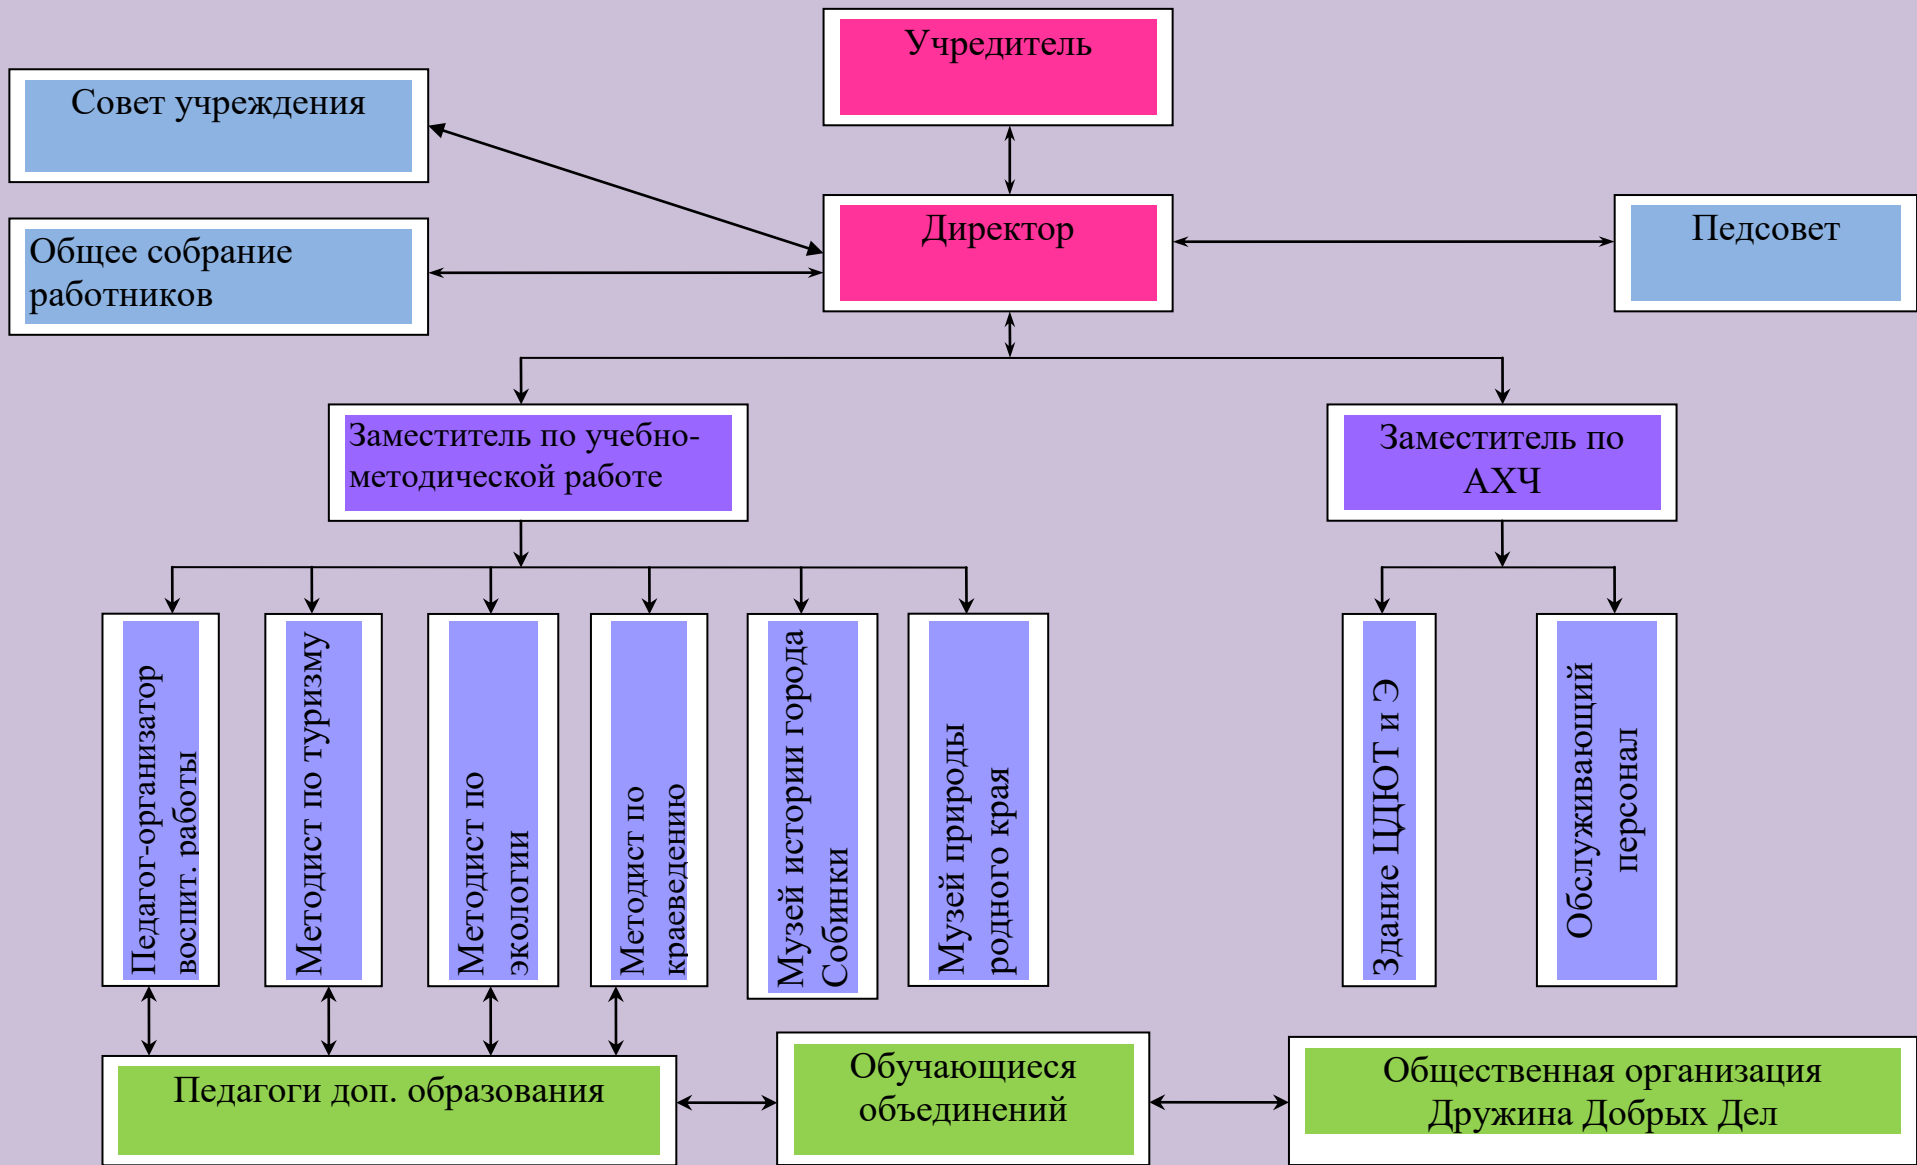 Учредитель
Совет учреждения
Директор
Педсовет
Общее собрание
работников
Заместитель по учебно-
методической работе
Заместитель по
АХЧ
Педагог-организатор
воспит. работы
Методист по туризму
Методист по
экологии
Методист по
краеведению
Музей истории города
Собинки
Музей природы
родного края
Здание ЦДЮТ и Э
Обслуживающий
персонал
Педагоги доп. образования
Обучающиеся
объединений
Общественная организация
Дружина Добрых Дел